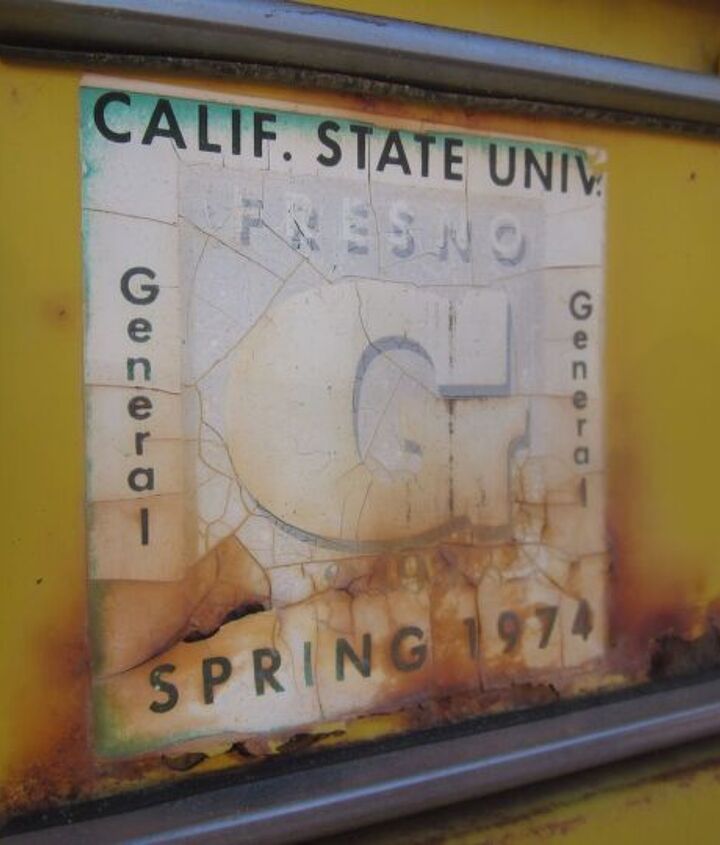 CALIF. STATE UNIV.
FRESNO
General
G
General
SPRING 1974